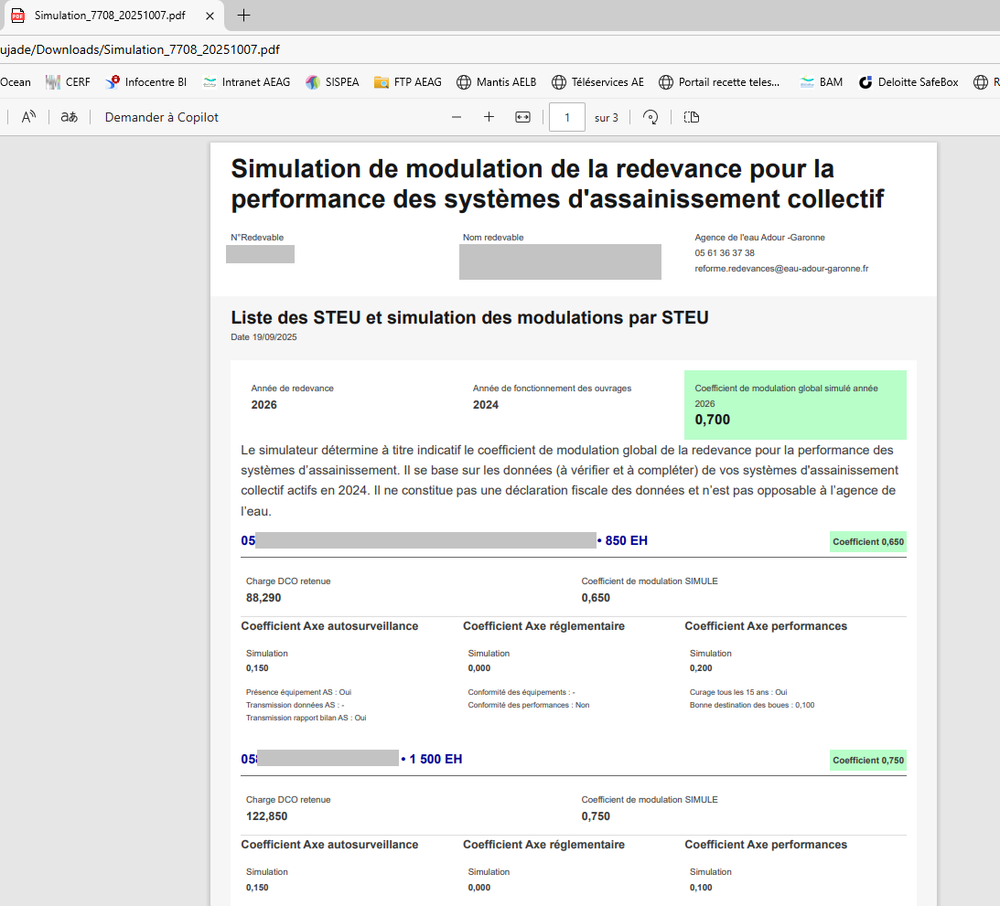 Simulation_7708_20251007.pdf
ujade/Downloads/Simulation_7708_20251007.pdf
Ocean CERF Infocentre BI Intranet AEAG SISPEA FTP AEAG Mantis AELB Téléservices AE Portail recette teles... BAM Deloitte SafeBox R
Demander à Copilot 1 sur 3
Simulation de modulation de la redevance pour la
performance des systèmes d'assainissement collectif
N°Redevable Nom redevable Agence de l'eau Adour -Garonne
05 61 36 37 38
reforme.redevances@eau-adour-garonne.fr
Liste des STEU et simulation des modulations par STEU
Date 19/09/2025
Année de redevance Année de fonctionnement des ouvrages Coefficient de modulation global simulé année
2026 2024 2026
0,700
Le simulateur détermine à titre indicatif le coefficient de modulation global de la redevance pour la performance des
systèmes d'assainissement. Il se base sur les données (à vérifier et à compléter) de vos systèmes d'assainissement
collectif actifs en 2024. Il ne constitue pas une déclaration fiscale des données et n'est pas opposable à l'agence de
l'eau.
05 • 850 EH Coefficient 0,650
Charge DCO retenue Coefficient de modulation SIMULE
88,290 0,650
Coefficient Axe autosurveillance Coefficient Axe réglementaire Coefficient Axe performances
Simulation Simulation Simulation
0,150 0,000 0,200
Présence équipement AS : Oui Conformité des équipements : - Curage tous les 15 ans : Oui
Transmission données AS : - Conformité des performances : Non Bonne destination des boues : 0,100
Transmission rapport bilan AS : Oui
05 • 1 500 EH Coefficient 0,750
Charge DCO retenue Coefficient de modulation SIMULE
122,850 0,750
Coefficient Axe autosurveillance Coefficient Axe réglementaire Coefficient Axe performances
Simulation Simulation Simulation
0,150 0,000 0,100